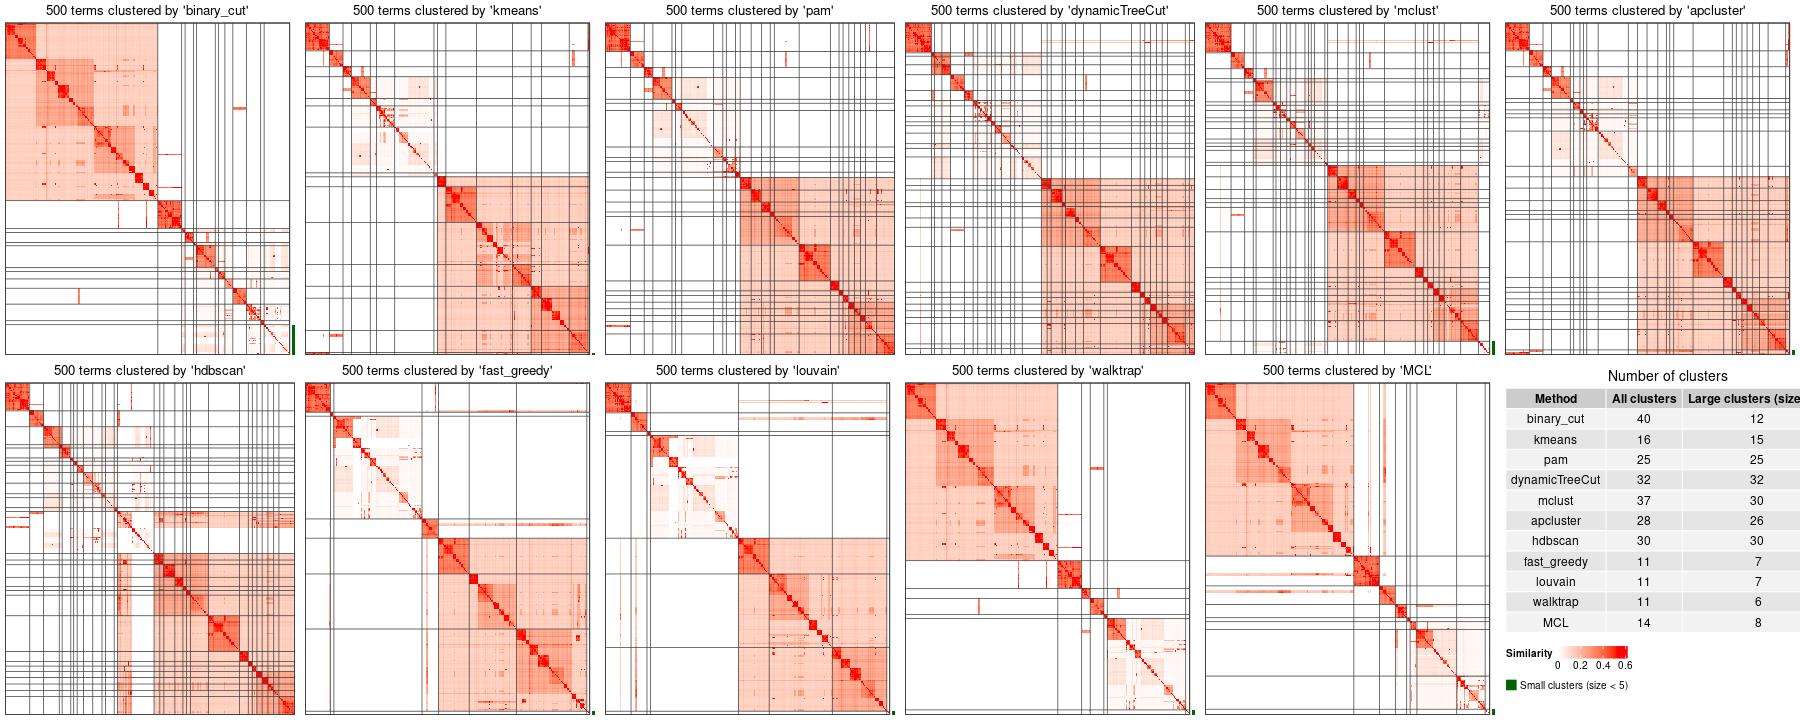 500 terms clustered by 'binary_cut'
500 terms clustered by 'kmeans'
500 terms clustered by 'pam'
500 terms clustered by 'dynamicTreeCut'
500 terms clustered by 'mclust'
500 terms clustered by 'apcluster'
500 terms clustered by 'hdbscan'
500 terms clustered by 'fast_greedy'
500 terms clustered by 'louvain'
500 terms clustered by 'walktrap'
500 terms clustered by 'MCL'
Number of clusters
Method All clusters Large clusters (size
binary_cut 40 12
kmeans 16 15
pam 25 25
dynamicTreeCut 32 32
mclust 37 30
apcluster 28 26
hdbscan 30 30
fast_greedy 11 7
louvain 11 7
walktrap 11 6
MCL 14 8
Similarity
0 0.2 0.4 0.6
Small clusters (size < 5)